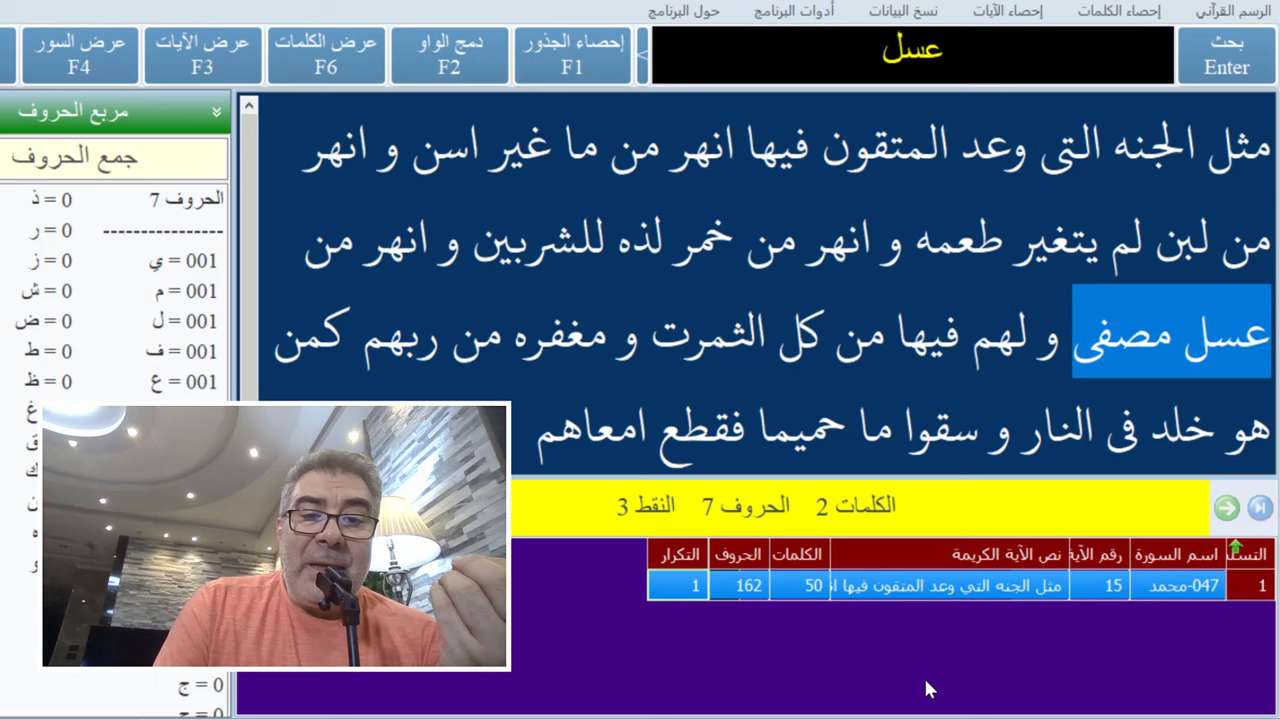 الرسم القرآني إحصاء الكلمات إحصاء الآيات نسخ البيانات أدوات البرنامج حول البرنامج
بحث
Enter
عسل
>
إحصاء الجذور
F1
دمج الواو
F2
عرض الكلمات
F6
عرض الآيات
F3
عرض السور
F4
مثل الجنه التى وعد المتقون فيها انهر من ما غير اسن و انهر
من لبن لم يتغير طعمه و انهر من خمر لذه للشربين و انهر من
عسل مصفى و لهم فيها من كل الثمرت و مغفره من ربهم كمن
هو خلد فى النار و سقوا ما حميما فقطع امعاهم
الكلمات 2 الحروف 7 النقط 3
اسم السورة رقم الآية نص الآية الكريمة الكلمات الحروف التكرار
1 047-محمد 15 مثل الجنه التي وعد المتقون فيها 50 162 1
مربع الحروف
جمع الحروف
الحروف 7
----------------
ي = 001
م = 001
ل = 001
ف = 001
ع = 001
ذ = 0
ر = 0
ز = 0
ش = 0
ض = 0
ط = 0
ظ = 0
غ
ق
ك
ن
ه
و
ج = 0